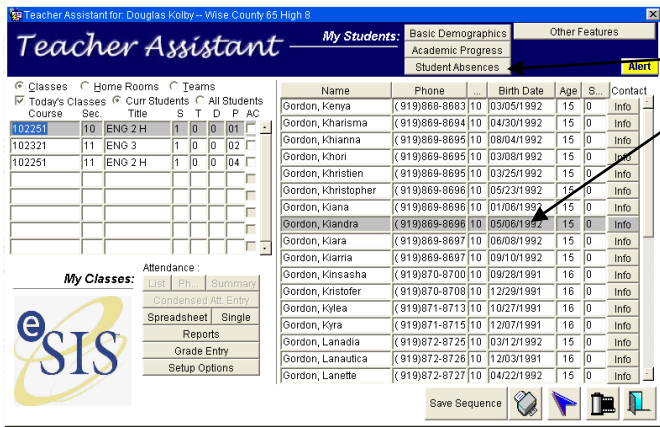 Teacher Assistant for: Douglas Kolby -- Wise County 65 High 8
Teacher Assistant
My Students:
Basic Demographics
Other Features
Academic Progress
Student Absences
Alert
Classes Home Rooms Teams
Today's Classes Curr Students All Students
Course Sec. Title S T D P AC
102251 10 ENG 2 H 1 0 0 01
102321 11 ENG 3 1 0 0 02
102251 11 ENG 2 H 1 0 0 04
Name Phone ... Birth Date Age S... Contact
Gordon, Kenya (919)868-8683 10 03/05/1992 15 0 Info
Gordon, Kharisma (919)869-8694 10 04/30/1992 15 0 Info
Gordon, Khianna (919)869-8695 10 08/04/1992 15 0 Info
Gordon, Khori (919)869-8696 10 03/08/1992 15 0 Info
Gordon, Khristien (919)869-8696 10 03/25/1992 15 0 Info
Gordon, Khristopher (919)869-8696 10 05/23/1992 15 0 Info
Gordon, Kiana (919)869-8696 10 01/06/1992 15 0 Info
Gordon, Kiandra (919)869-8696 10 05/06/1992 15 0 Info
Gordon, Kiara (919)869-8697 10 06/08/1992 15 0 Info
Gordon, Kiarria (919)869-8697 10 09/10/1992 15 0 Info
Gordon, Kinsasha (919)870-8700 10 09/28/1991 16 0 Info
Gordon, Kristofer (919)870-8708 10 12/29/1991 16 0 Info
Gordon, Kylea (919)871-8713 10 10/27/1991 16 0 Info
Gordon, Kyra (919)871-8715 10 12/07/1991 16 0 Info
Gordon, Lanadia (919)872-8725 10 03/12/1992 15 0 Info
Gordon, Lanautica (919)872-8726 10 12/03/1991 16 0 Info
Gordon, Lanette (919)872-8727 10 04/22/1992 15 0 Info
My Classes:
Attendance :
List Ph... Summary
Condensed Att. Entry
Spreadsheet Single
Reports
Grade Entry
Setup Options
eSIS
Save Sequence